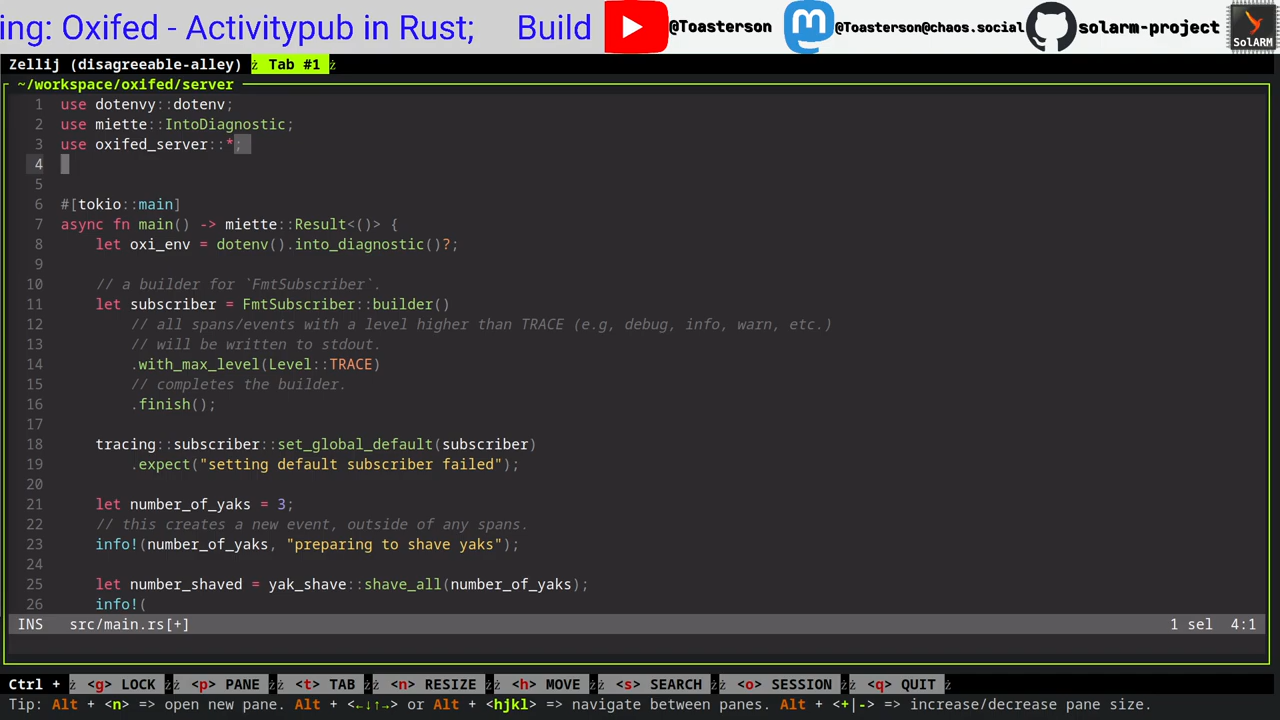 ing: Oxifed - Activitypub in Rust;    Build
@Toasterson
@Toasterson@chaos.social
solarm-project
SolARM
Zellij (disagreeable-alley)  Tab #1
~/workspace/oxifed/server
1 use dotenvy::dotenv;
2 use miette::IntoDiagnostic;
3 use oxifed_server::*;
4
5
6 #[tokio::main]
7 async fn main() -> miette::Result<()> {
8     let oxi_env = dotenv().into_diagnostic()?;
9
10     // a builder for `FmtSubscriber`.
11     let subscriber = FmtSubscriber::builder()
12         // all spans/events with a level higher than TRACE (e.g, debug, info, warn, etc.)
13         // will be written to stdout.
14         .with_max_level(Level::TRACE)
15         // completes the builder.
16         .finish();
17
18     tracing::subscriber::set_global_default(subscriber)
19         .expect("setting default subscriber failed");
20
21     let number_of_yaks = 3;
22     // this creates a new event, outside of any spans.
23     info!(number_of_yaks, "preparing to shave yaks");
24
25     let number_shaved = yak_shave::shave_all(number_of_yaks);
26     info!(
INS  src/main.rs[+]  1 sel  4:1
Ctrl +  <g> LOCK  <p> PANE  <t> TAB  <n> RESIZE  <h> MOVE  <s> SEARCH  <o> SESSION  <q> QUIT
Tip: Alt + <n> => open new pane. Alt + <←↓↑→> or Alt + <hjkl> => navigate between panes. Alt + <+|-> => increase/decrease pane size.